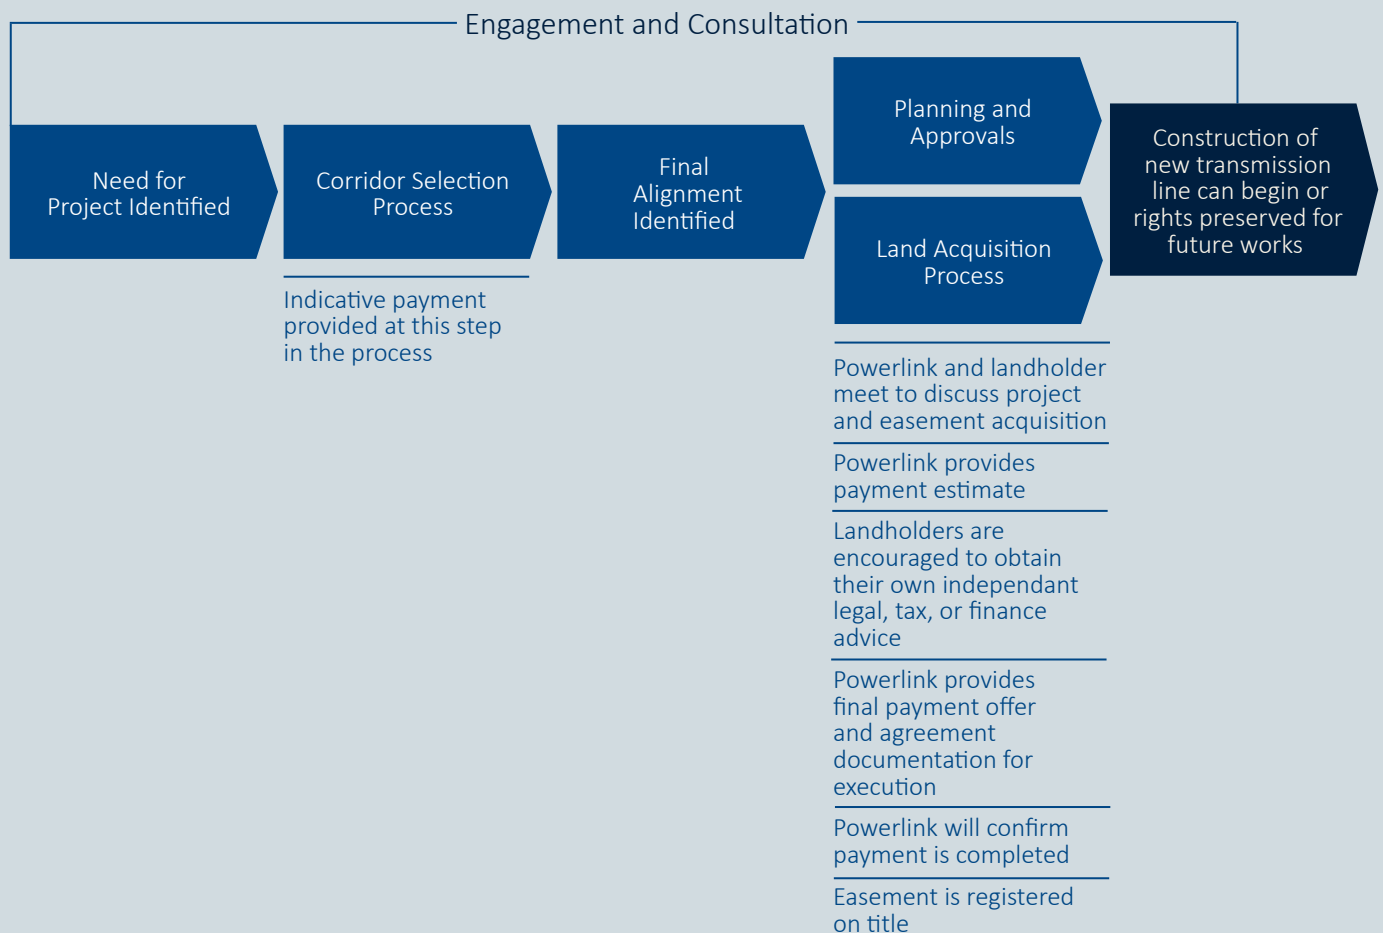 Engagement and Consultation
Need for
Project Identified
Corridor Selection
Process
Indicative payment
provided at this step
in the process
Final
Alignment
Identified
Planning and
Approvals
Land Acquisition
Process
Powerlink and landholder
meet to discuss project
and easement acquisition
Powerlink provides
payment estimate
Landholders are
encouraged to obtain
their own independant
legal, tax, or finance
advice
Powerlink provides
final payment offer
and agreement
documentation for
execution
Powerlink will confirm
payment is completed
Easement is registered
on title
Construction of
new transmission
line can begin or
rights preserved for
future works